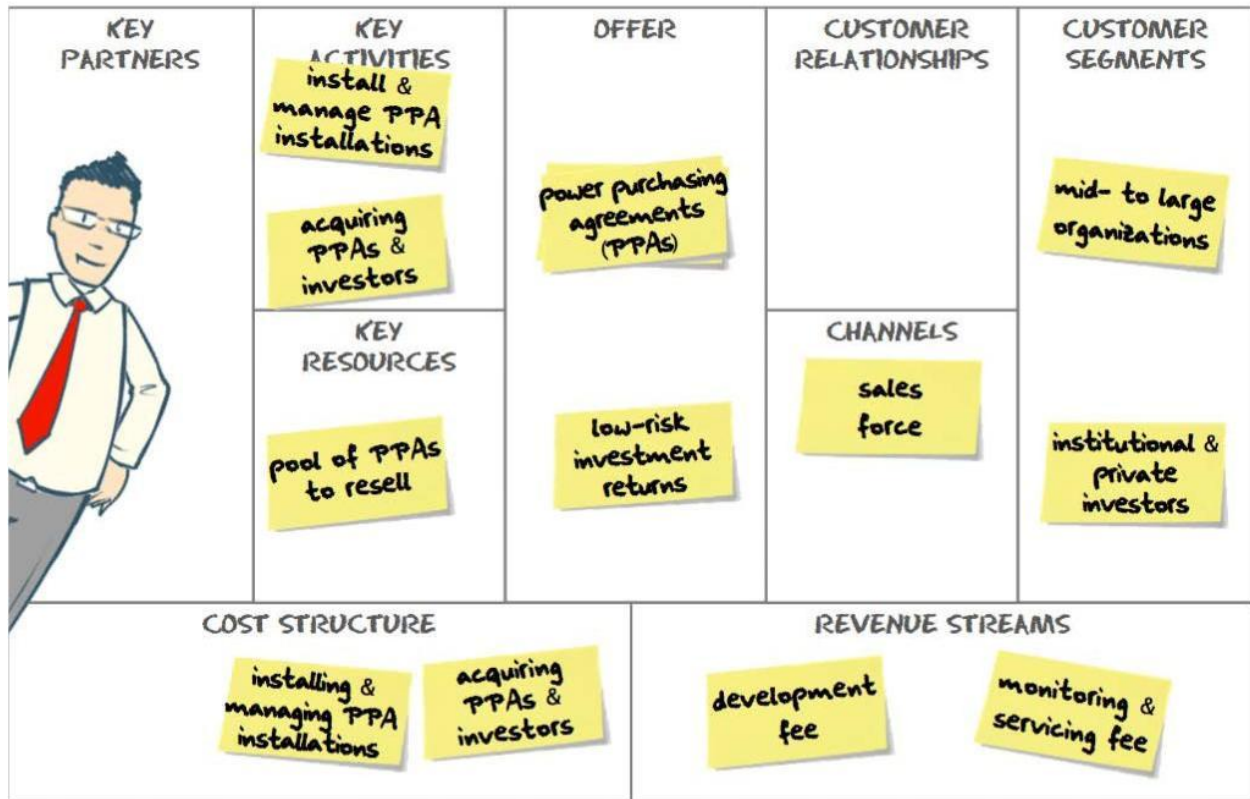 KEY
PARTNERS
KEY
ACTIVITIES
install &
manage PPA
installations
acquiring
PPAs &
investors
KEY
RESOURCES
pool of PPAs
to resell
OFFER
power purchasing
agreements
(PPAs)
low-risk
investment
returns
CUSTOMER
RELATIONSHIPS
CHANNELS
sales
force
CUSTOMER
SEGMENTS
mid- to large
organizations
institutional &
private
investors
COST STRUCTURE
installing &
managing PPA
installations
acquiring
PPAs &
investors
REVENUE STREAMS
development
fee
monitoring &
servicing fee